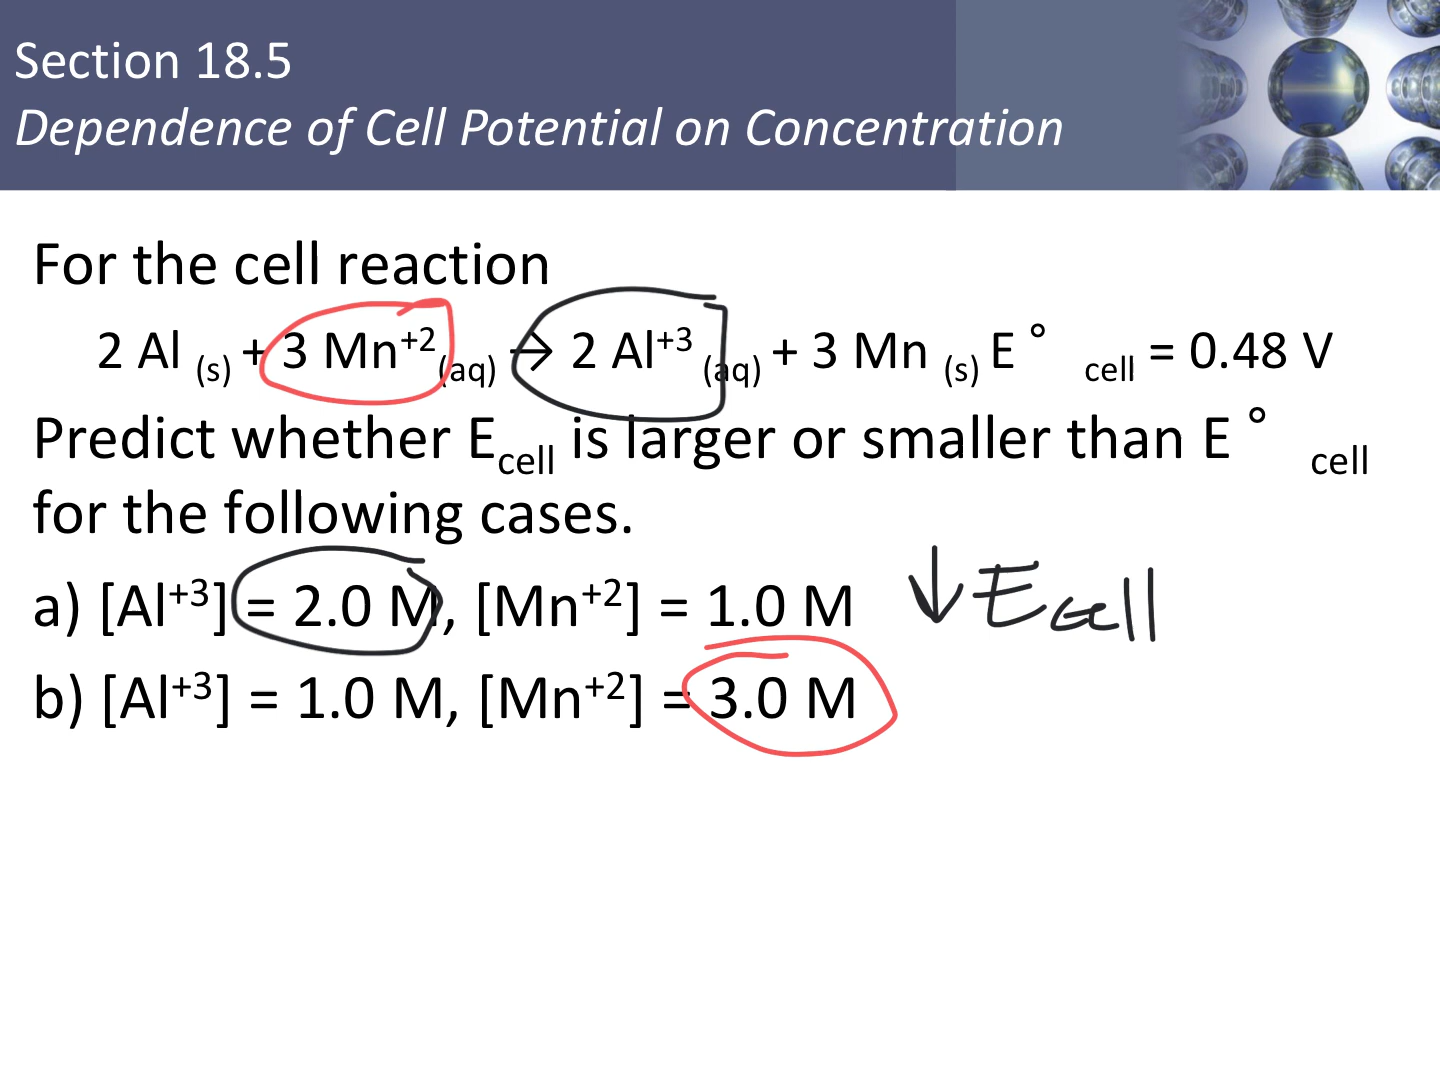 Section 18.5
Dependence of Cell Potential on Concentration
For the cell reaction
2 Al (s) + 3 Mn⁺²(aq) → 2 Al⁺³ (aq) + 3 Mn (s) E° cell = 0.48 V
Predict whether Ecell is larger or smaller than E° cell
for the following cases.
a) [Al⁺³] = 2.0 M, [Mn⁺²] = 1.0 M ↓ Ecell
b) [Al⁺³] = 1.0 M, [Mn⁺²] = 3.0 M